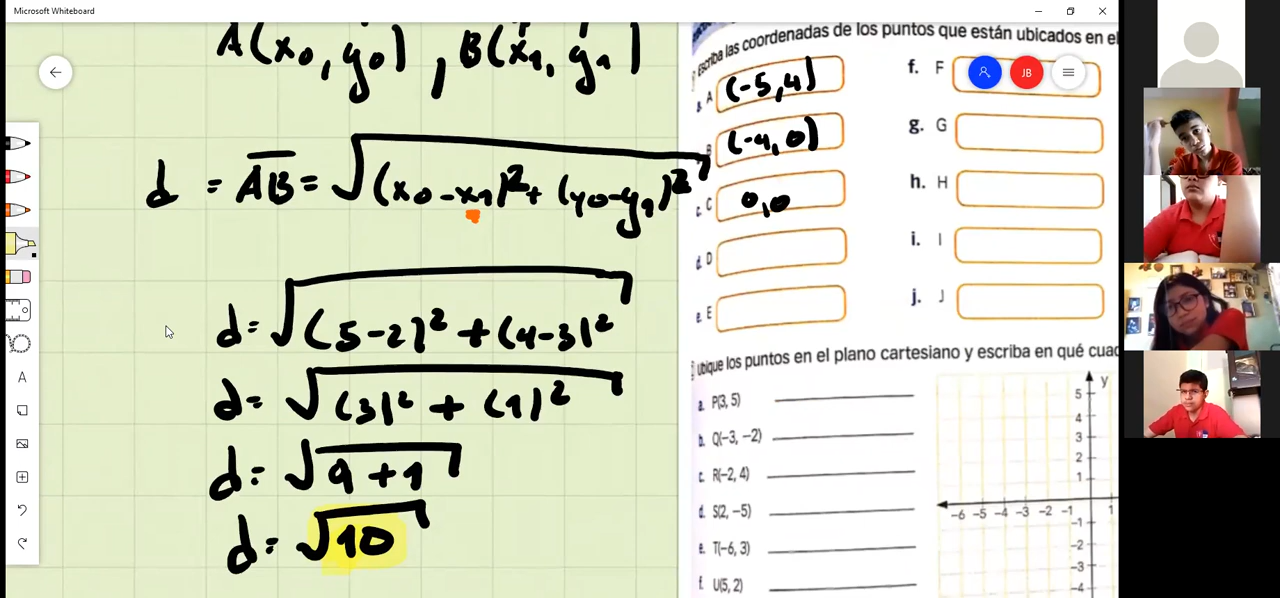 Microsoft Whiteboard
A(x0, y0), B(x1, y1)
d = AB = √(x0-x1)²+ (y0-y1)²
d= √(5-2)² + (4-3)²
d= √(3)² + (1)²
d= √9+1
d= √10
Escriba las coordenadas de los puntos que están ubicados en el
a. A (-5,4)
B (-4,0)
c. C 0,0
d. D
e. E
f. F
JB
g. G
h. H
i. I
j. J
Ubique los puntos en el plano cartesiano y escriba en qué cua
a. P(3, 5)
b. Q(-3, -2)
c. R(-2, 4)
d. S(2, -5)
e. T(-6, 3)
f. U(5, 2)
y
5
4
3
2
1
-6 -5 -4 -3 -2 -1 1
-1
-2
-3
-4
A